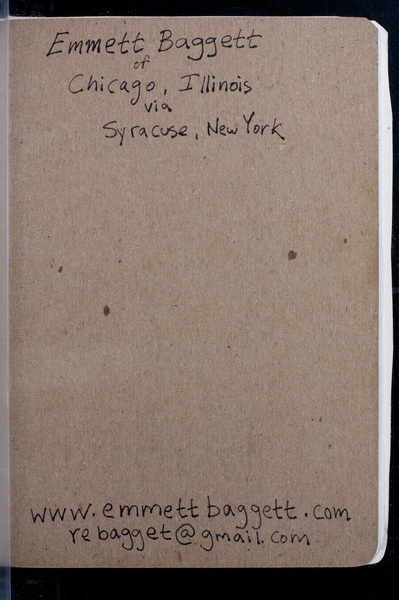 Emmett Baggett
of
Chicago, Illinois
via
Syracuse, New York
www.emmettbaggett.com
rebagget@gmail.com